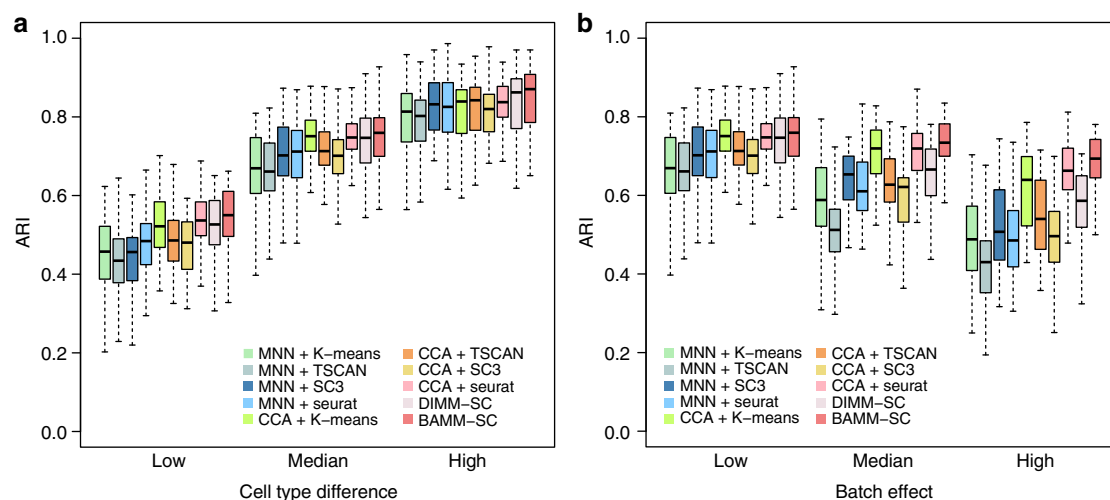 a
1.0
0.8
0.6
0.4
0.2
0.0
ARI
MNN + K-means
MNN + TSCAN
MNN + SC3
MNN + seurat
CCA + K-means
CCA + TSCAN
CCA + SC3
CCA + seurat
DIMM-SC
BAMM-SC
Low Median High
Cell type difference
b
1.0
0.8
0.6
0.4
0.2
0.0
ARI
MNN + K-means
MNN + TSCAN
MNN + SC3
MNN + seurat
CCA + K-means
CCA + TSCAN
CCA + SC3
CCA + seurat
DIMM-SC
BAMM-SC
Low Median High
Batch effect